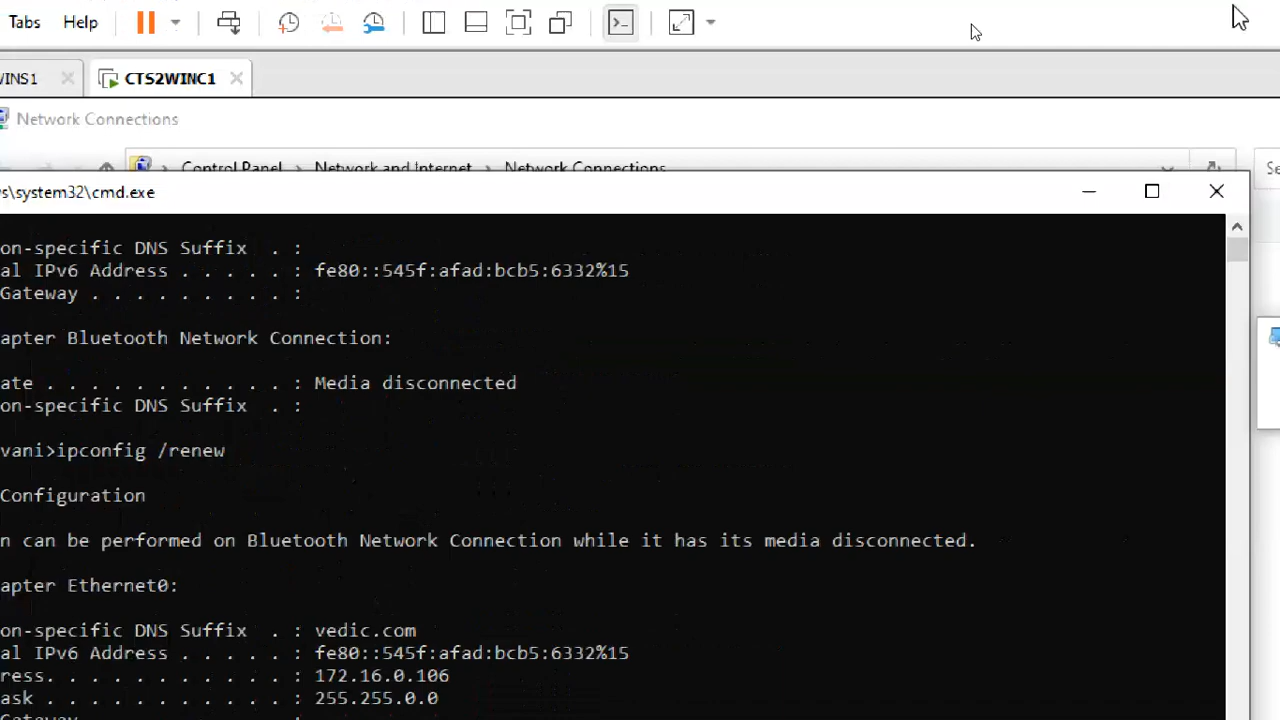 Tabs Help
WINS1 CTS2WINC1
Network Connections
Control Panel Network and Internet Network Connections Se
s\system32\cmd.exe
on-specific DNS Suffix . :
al IPv6 Address . . . . . : fe80::545f:afad:bcb5:6332%15
Gateway . . . . . . . . . :
apter Bluetooth Network Connection:
ate . . . . . . . . . . . : Media disconnected
on-specific DNS Suffix . :
vani>ipconfig /renew
Configuration
n can be performed on Bluetooth Network Connection while it has its media disconnected.
apter Ethernet0:
on-specific DNS Suffix . : vedic.com
al IPv6 Address . . . . . : fe80::545f:afad:bcb5:6332%15
ress. . . . . . . . . . . : 172.16.0.106
ask . . . . . . . . . . . : 255.255.0.0
Gateway . . . . . . . . . :